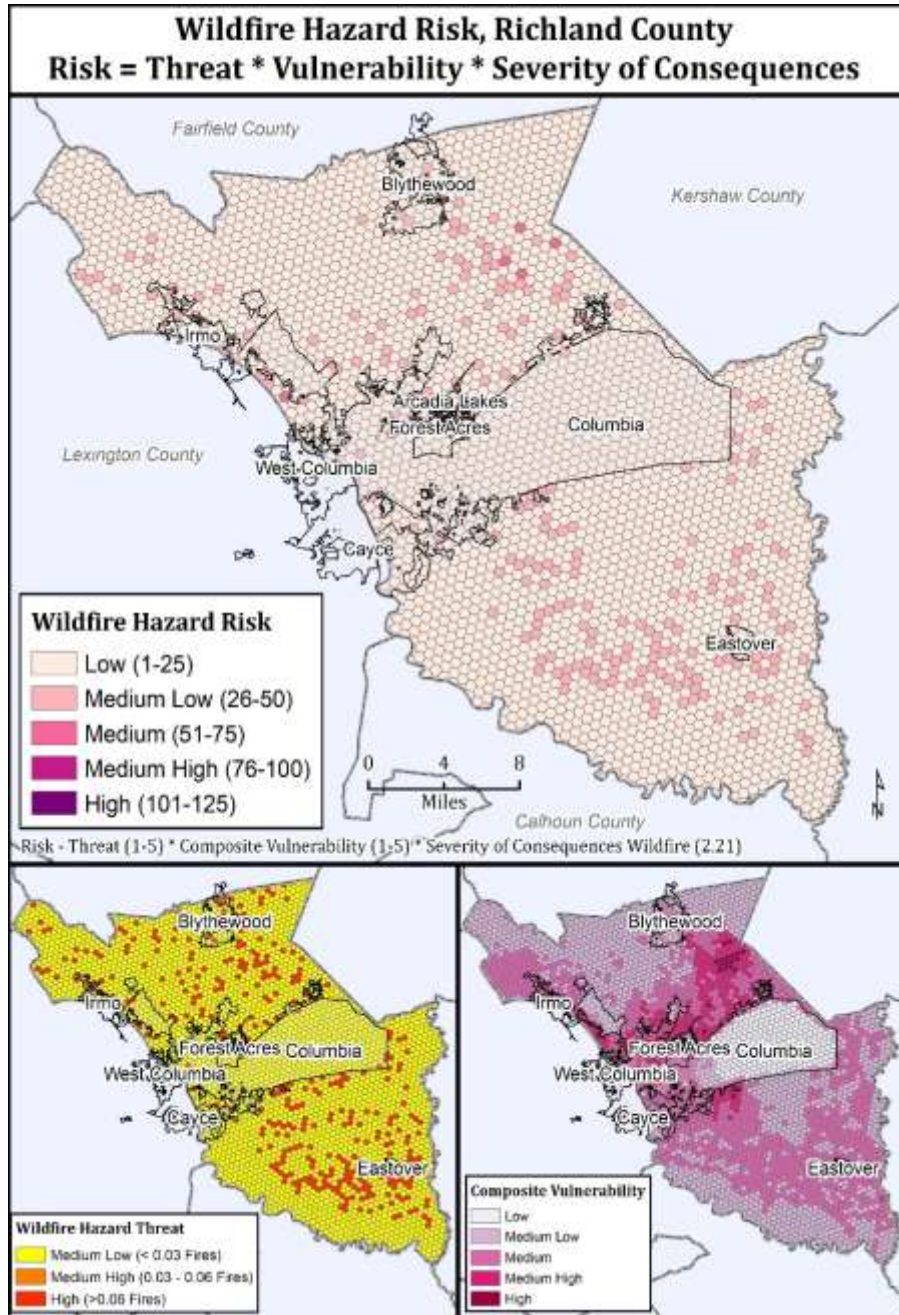 Wildfire Hazard Risk, Richland County
Risk = Threat * Vulnerability * Severity of Consequences
Fairfield County
Blythewood
Kershaw County
Irmo
Arcadia Lakes
Forest Acres
Columbia
Lexington County
West Columbia
Cayce
Wildfire Hazard Risk
Low (1-25)
Medium Low (26-50)
Medium (51-75)
Medium High (76-100)
High (101-125)
Eastover
0 4 8
Miles
N
Calhoun County
Risk - Threat (1-5) * Composite Vulnerability (1-5) * Severity of Consequences Wildfire (2.21)
Blythewood
Irmo
Forest Acres
Columbia
West Columbia
Cayce
Eastover
Wildfire Hazard Threat
Medium Low (< 0.03 Fires)
Medium High (0.03 - 0.06 Fires)
High (>0.06 Fires)
Blythewood
Irmo
Forest Acres
Columbia
West Columbia
Cayce
Eastover
Composite Vulnerability
Low
Medium Low
Medium
Medium High
High